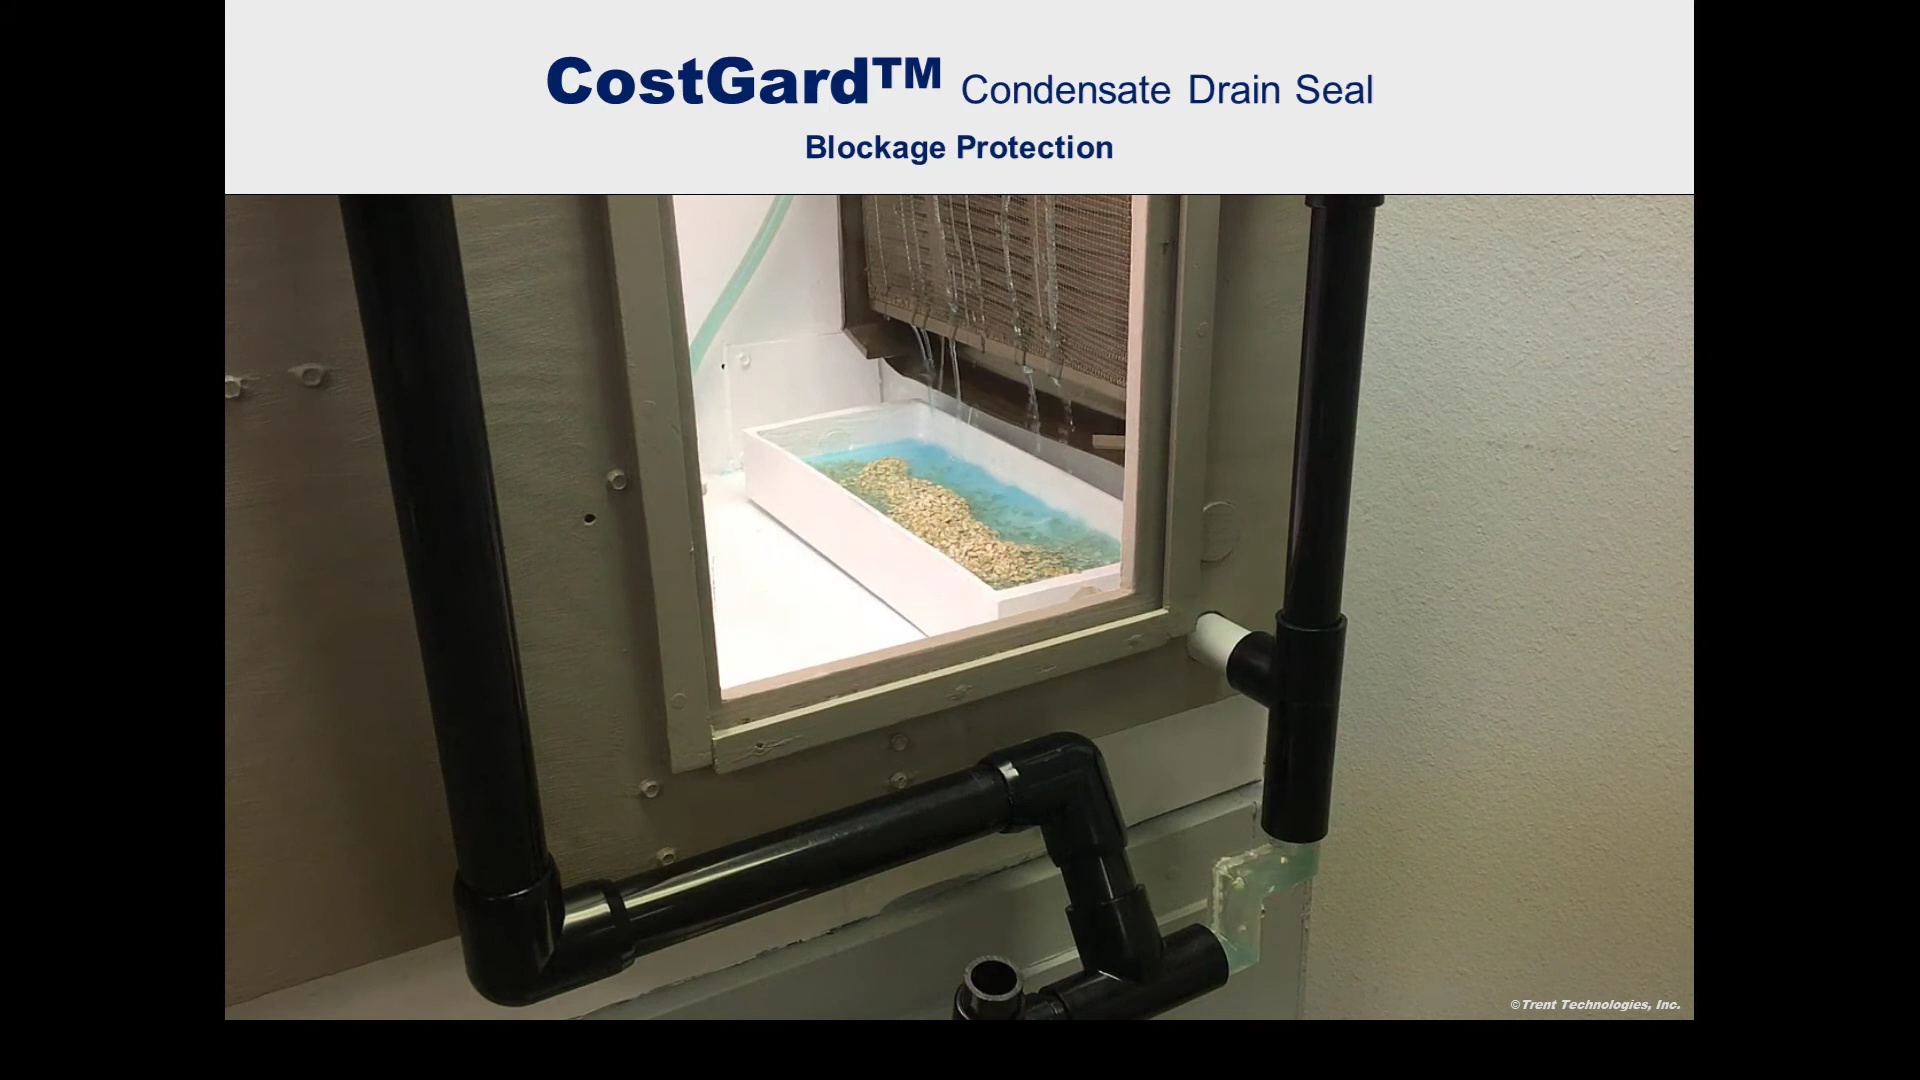 CostGard™ Condensate Drain Seal
Blockage Protection
©Trent Technologies, Inc.